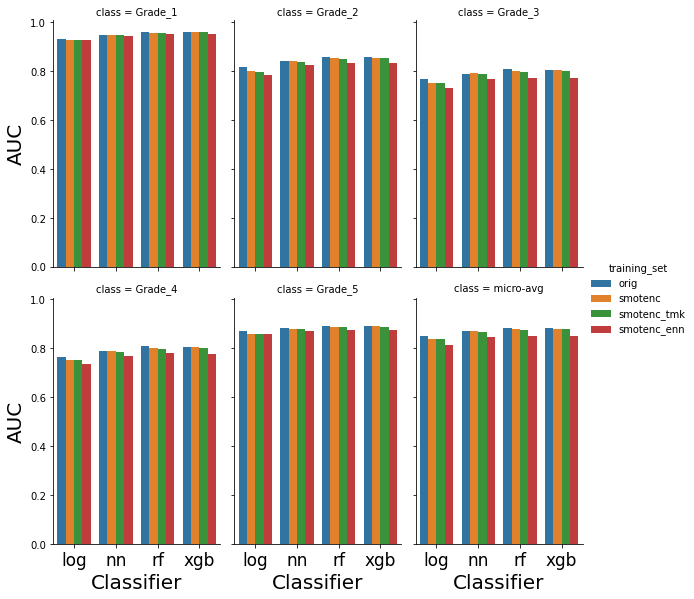 class = Grade_1
class = Grade_2
class = Grade_3
1.0
0.8
0.6
0.4
0.2
0.0
AUC
class = Grade_4
class = Grade_5
class = micro-avg
1.0
0.8
0.6
0.4
0.2
0.0
AUC
log nn rf xgb
Classifier
log nn rf xgb
Classifier
log nn rf xgb
Classifier
training_set
orig
smotenc
smotenc_tmk
smotenc_enn